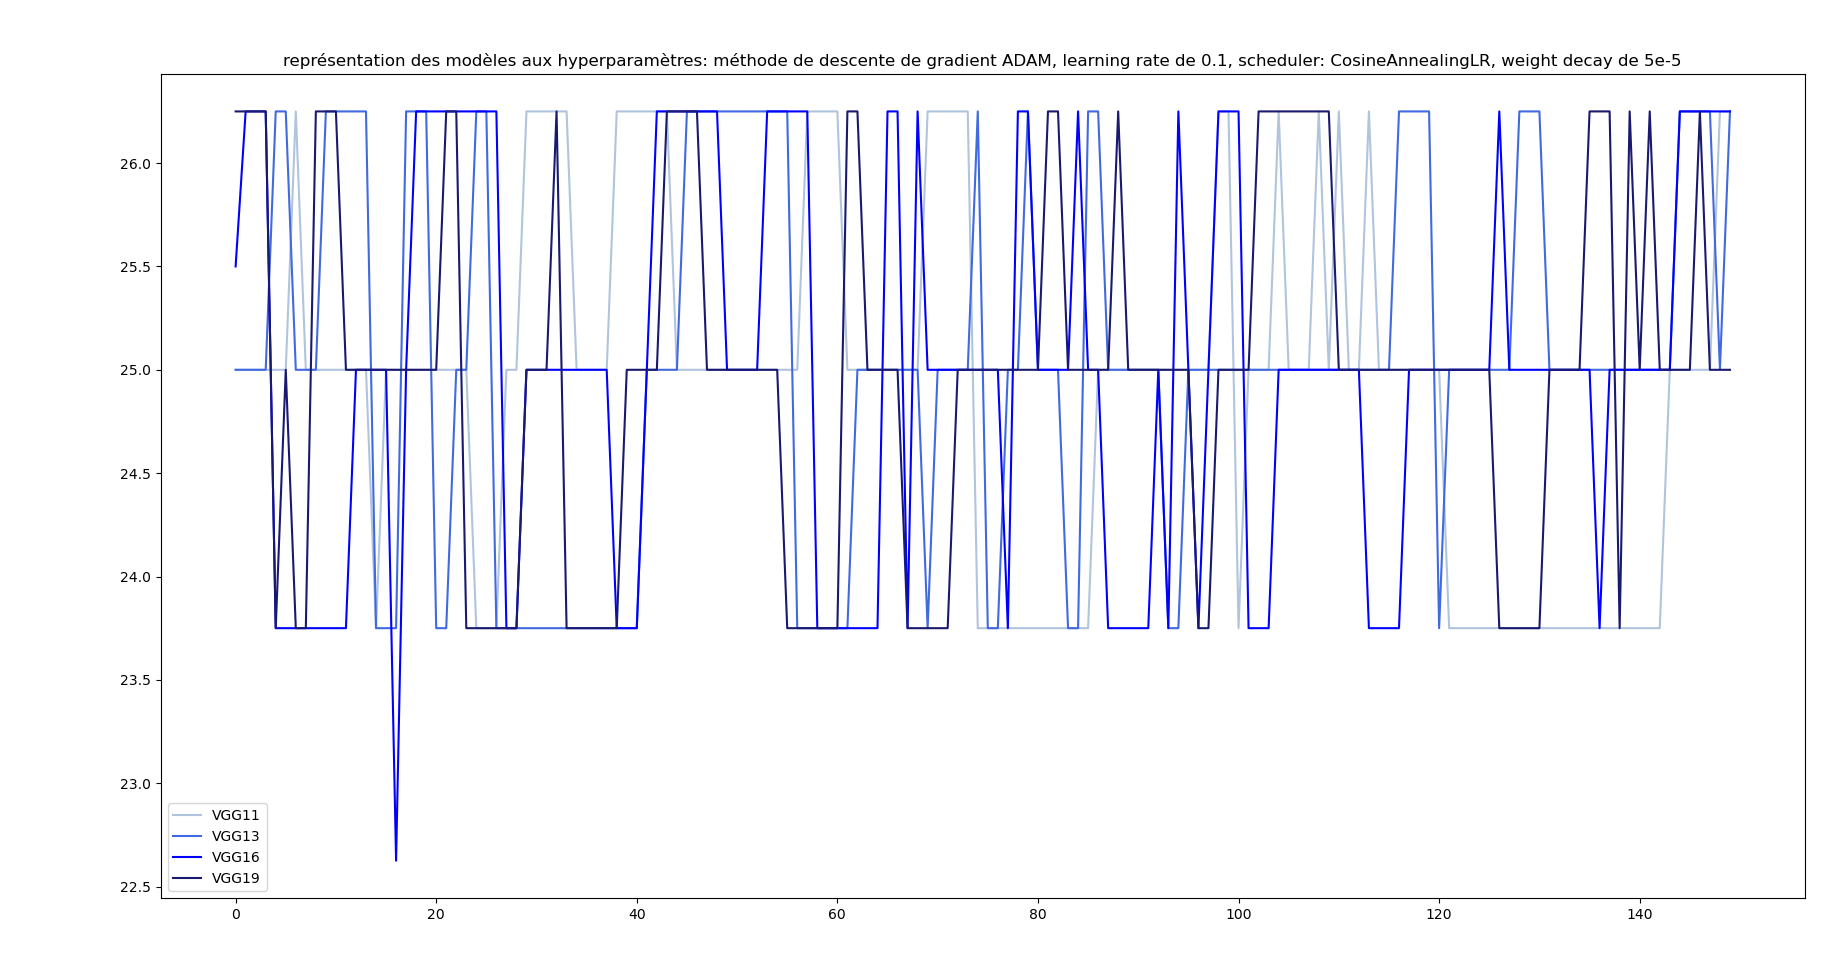 représentation des modèles aux hyperparamètres: méthode de descente de gradient ADAM, learning rate de 0.1, scheduler: CosineAnnealingLR, weight decay de 5e-5
26.0
25.5
25.0
24.5
24.0
23.5
23.0
22.5
VGG11
VGG13
VGG16
VGG19
0 20 40 60 80 100 120 140